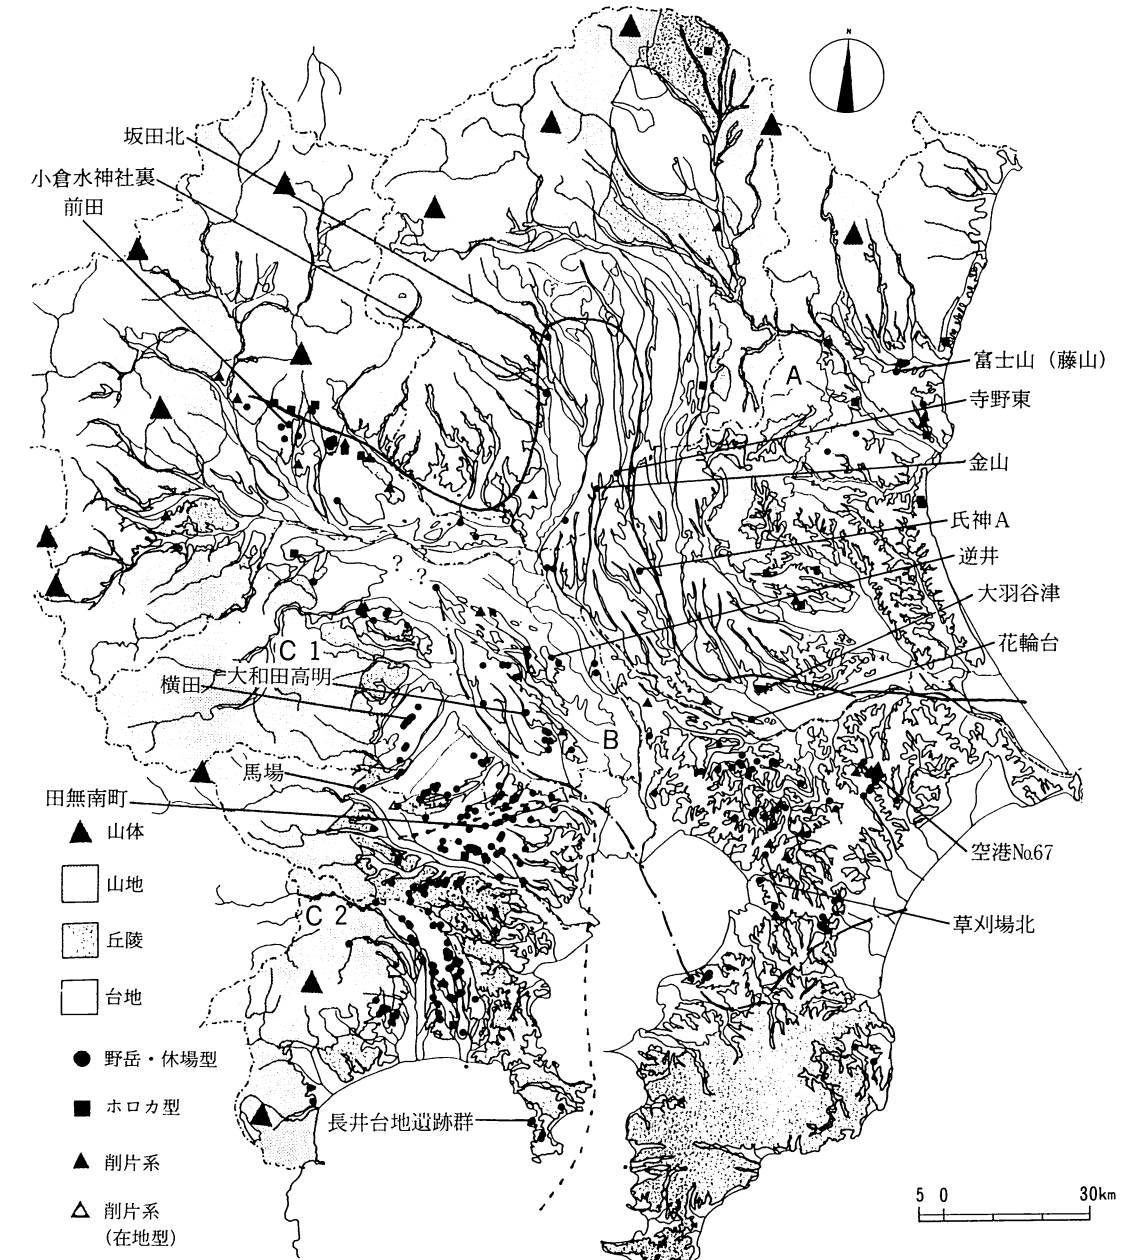 N
坂田北
小倉水神社裏
前田
A
富士山（藤山）
寺野東
金山
氏神A
逆井
大羽谷津
花輪台
? ?
C 1
大和田高明
横田
B
馬場
田無南町
空港№67
草刈場北
C 2
長井台地遺跡群
山体
山地
丘陵
台地
野岳・休場型
ホロカ型
削片系
削片系
（在地型）
5 0 30km